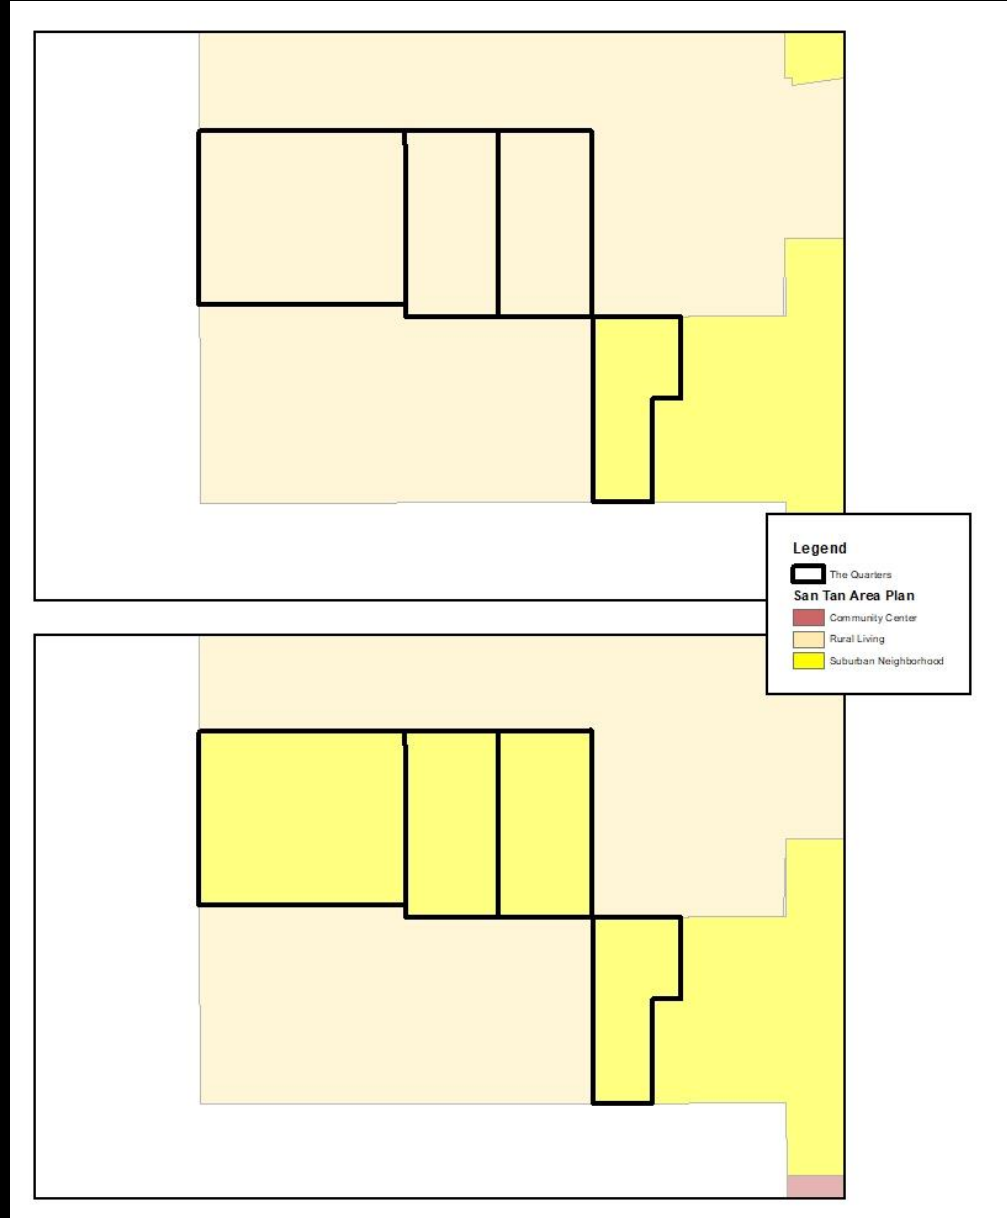 Legend
The Quarters
San Tan Area Plan
Community Center
Rural Living
Suburban Neighborhood